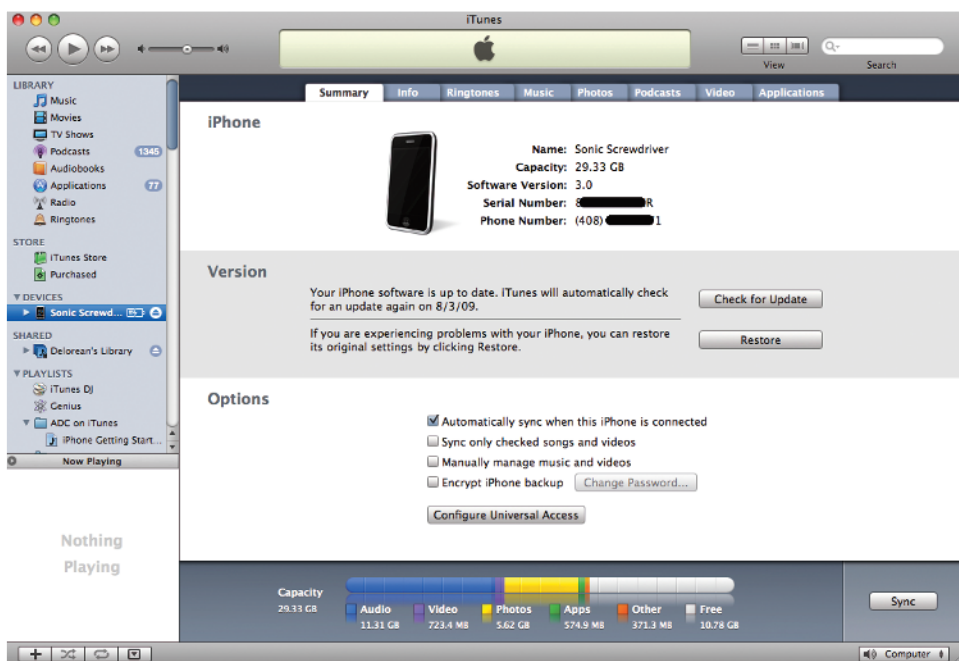 iTunes
View
Search
LIBRARY
Music
Movies
TV Shows
Podcasts 1345
Audiobooks
Applications 77
Radio
Ringtones
STORE
iTunes Store
Purchased
DEVICES
Sonic Screwd...
SHARED
Delorean's Library
PLAYLISTS
iTunes DJ
Genius
ADC on iTunes
iPhone Getting Start...
Now Playing
Nothing
Playing
Summary Info Ringtones Music Photos Podcasts Video Applications
iPhone
Name: Sonic Screwdriver
Capacity: 29.33 GB
Software Version: 3.0
Serial Number: 8 R
Phone Number: (408) 1
Version
Your iPhone software is up to date. iTunes will automatically check
for an update again on 8/3/09.
Check for Update
If you are experiencing problems with your iPhone, you can restore
its original settings by clicking Restore.
Restore
Options
Automatically sync when this iPhone is connected
Sync only checked songs and videos
Manually manage music and videos
Encrypt iPhone backup Change Password...
Configure Universal Access
Capacity
29.33 GB
Audio
11.31 GB
Video
723.4 MB
Photos
5.62 GB
Apps
574.9 MB
Other
371.3 MB
Free
10.78 GB
Sync
Computer